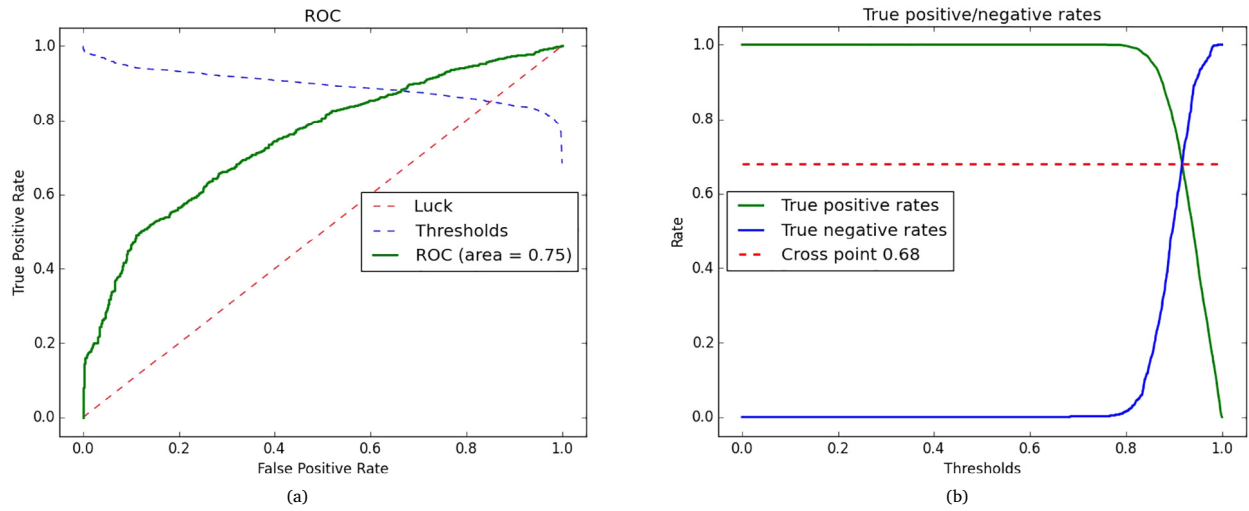 ROC
1.0
0.8
0.6
0.4
0.2
0.0
True Positive Rate
Luck
Thresholds
ROC (area = 0.75)
0.0 0.2 0.4 0.6 0.8 1.0
False Positive Rate
(a)
True positive/negative rates
1.0
0.8
0.6
0.4
0.2
0.0
Rate
True positive rates
True negative rates
Cross point 0.68
0.0 0.2 0.4 0.6 0.8 1.0
Thresholds
(b)